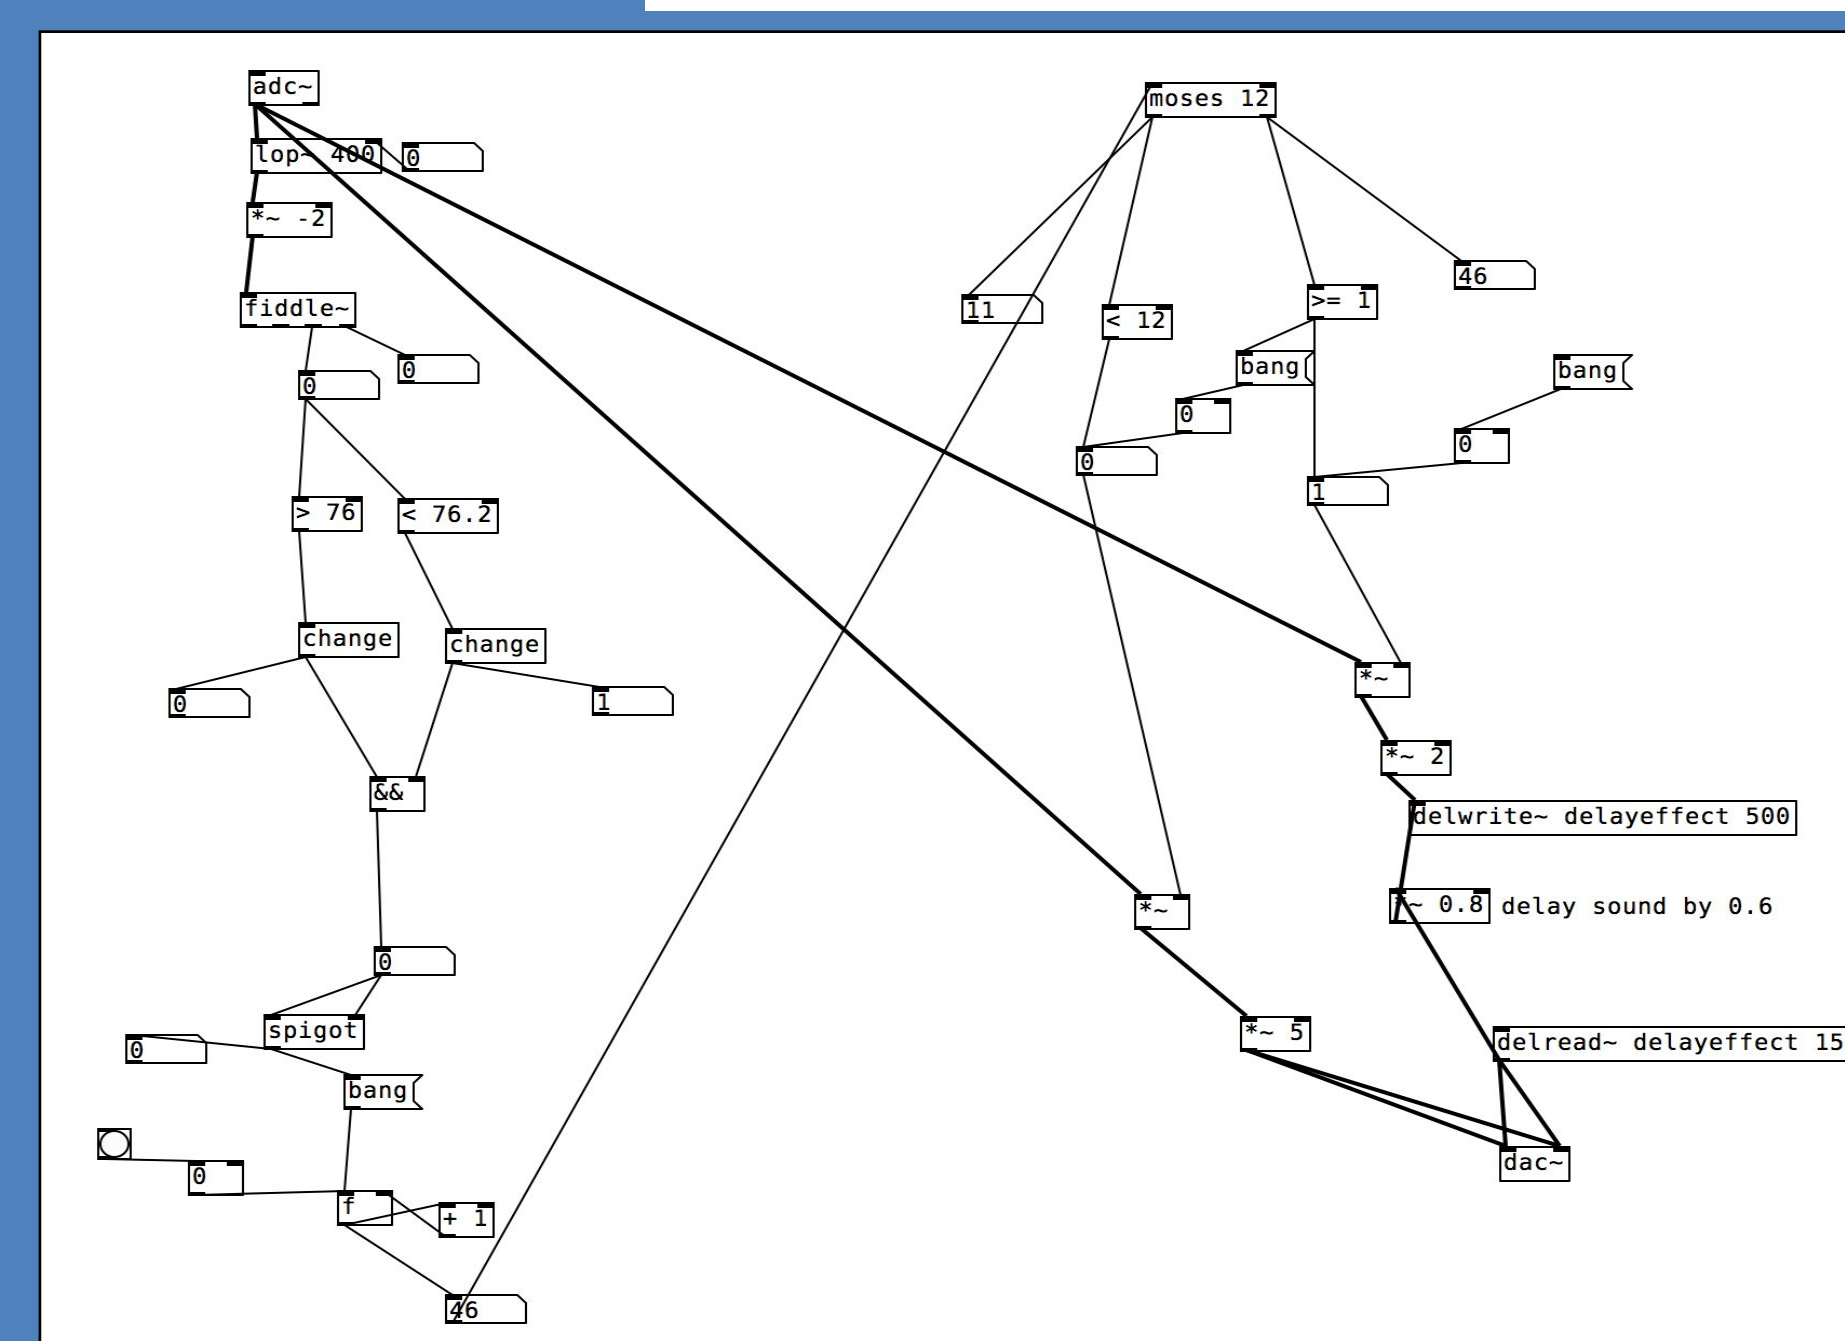 adc~
moses 12
lop~ 400
0
*~ -2
46
>= 1
fiddle~
11
< 12
0
0
bang
bang
0
0
0
1
> 76
< 76.2
change
change
0
1
*~
*~ 2
&&
delwrite~ delayeffect 500
*~ 0.8
delay sound by 0.6
*~
0
spigot
*~ 5
0
delread~ delayeffect 15
bang
0
dac~
f
+ 1
46